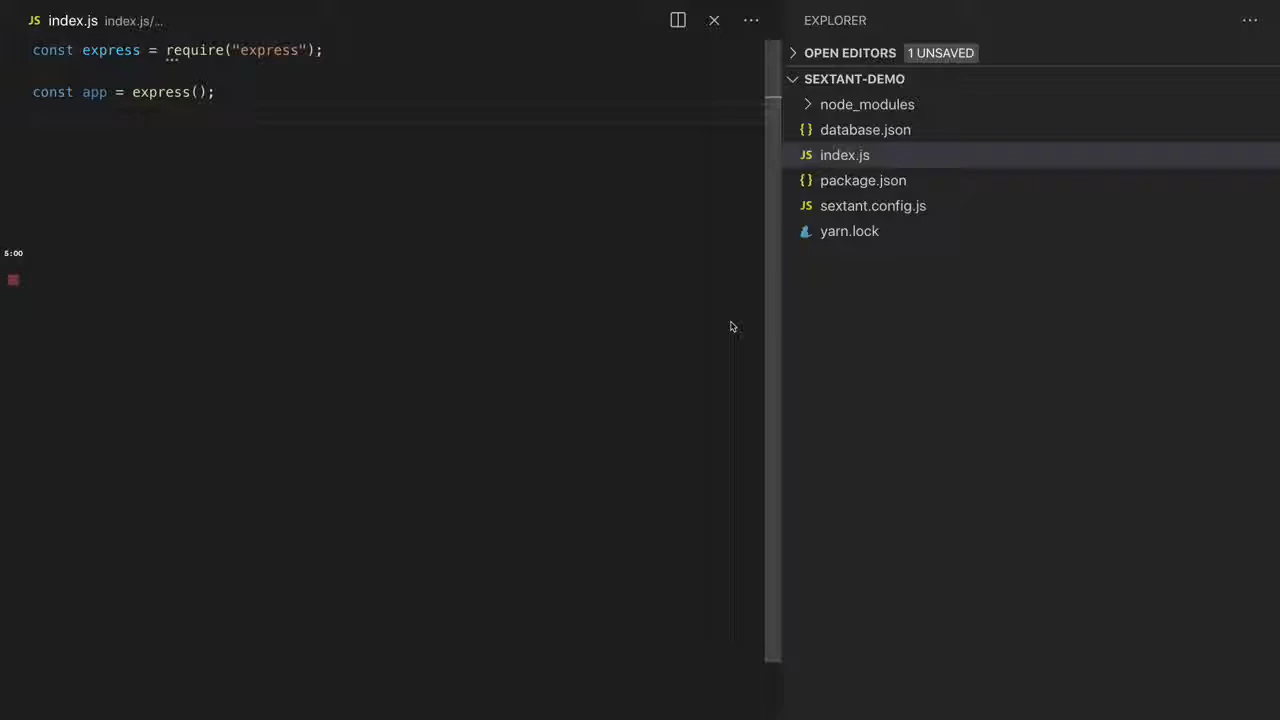 JS index.js index.js/...
const express = require("express");
const app = express();
5:00
EXPLORER
OPEN EDITORS 1 UNSAVED
SEXTANT-DEMO
node_modules
{} database.json
JS index.js
{} package.json
JS sextant.config.js
yarn.lock